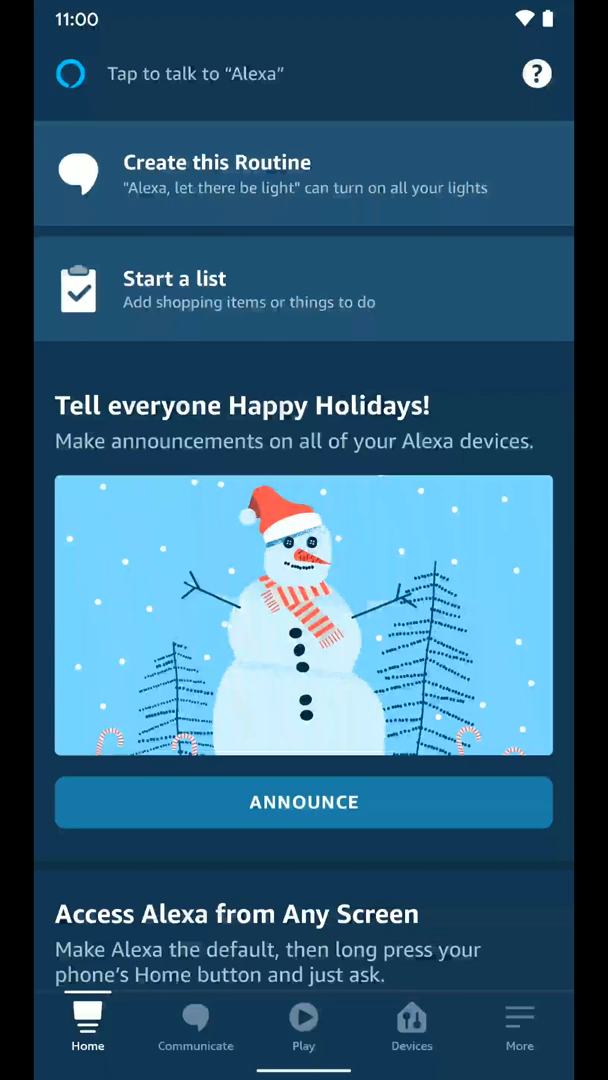 11:00
Tap to talk to “Alexa”
?
Create this Routine
"Alexa, let there be light" can turn on all your lights
Start a list
Add shopping items or things to do
Tell everyone Happy Holidays!
Make announcements on all of your Alexa devices.
ANNOUNCE
Access Alexa from Any Screen
Make Alexa the default, then long press your
phone’s Home button and just ask.
Home
Communicate
Play
Devices
More